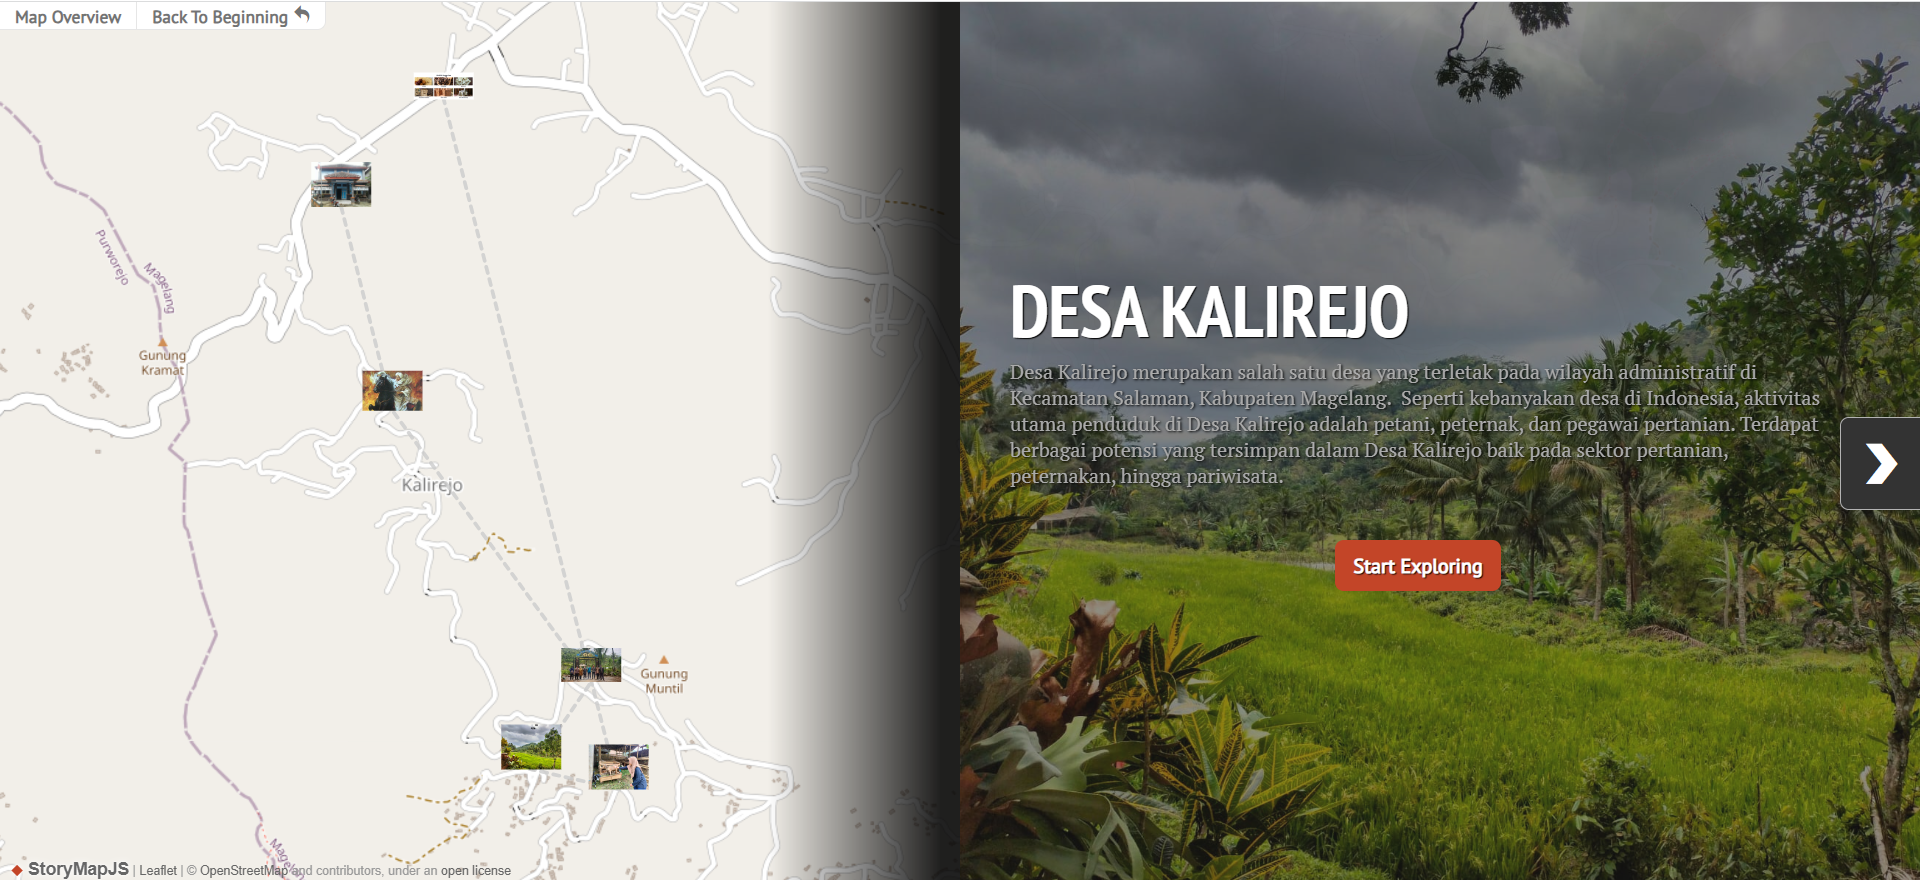 Map Overview
Back To Beginning
Purworejo
Magelang
Gunung
Kramat
Kalirejo
Gunung
Muntil
DESA KALIREJO
Desa Kalirejo merupakan salah satu desa yang terletak pada wilayah administratif di
Kecamatan Salaman, Kabupaten Magelang.  Seperti kebanyakan desa di Indonesia, aktivitas
utama penduduk di Desa Kalirejo adalah petani, peternak, dan pegawai pertanian. Terdapat
berbagai potensi yang tersimpan dalam Desa Kalirejo baik pada sektor pertanian,
peternakan, hingga pariwisata.
Start Exploring
StoryMapJS | Leaflet | © OpenStreetMap and contributors, under an open license